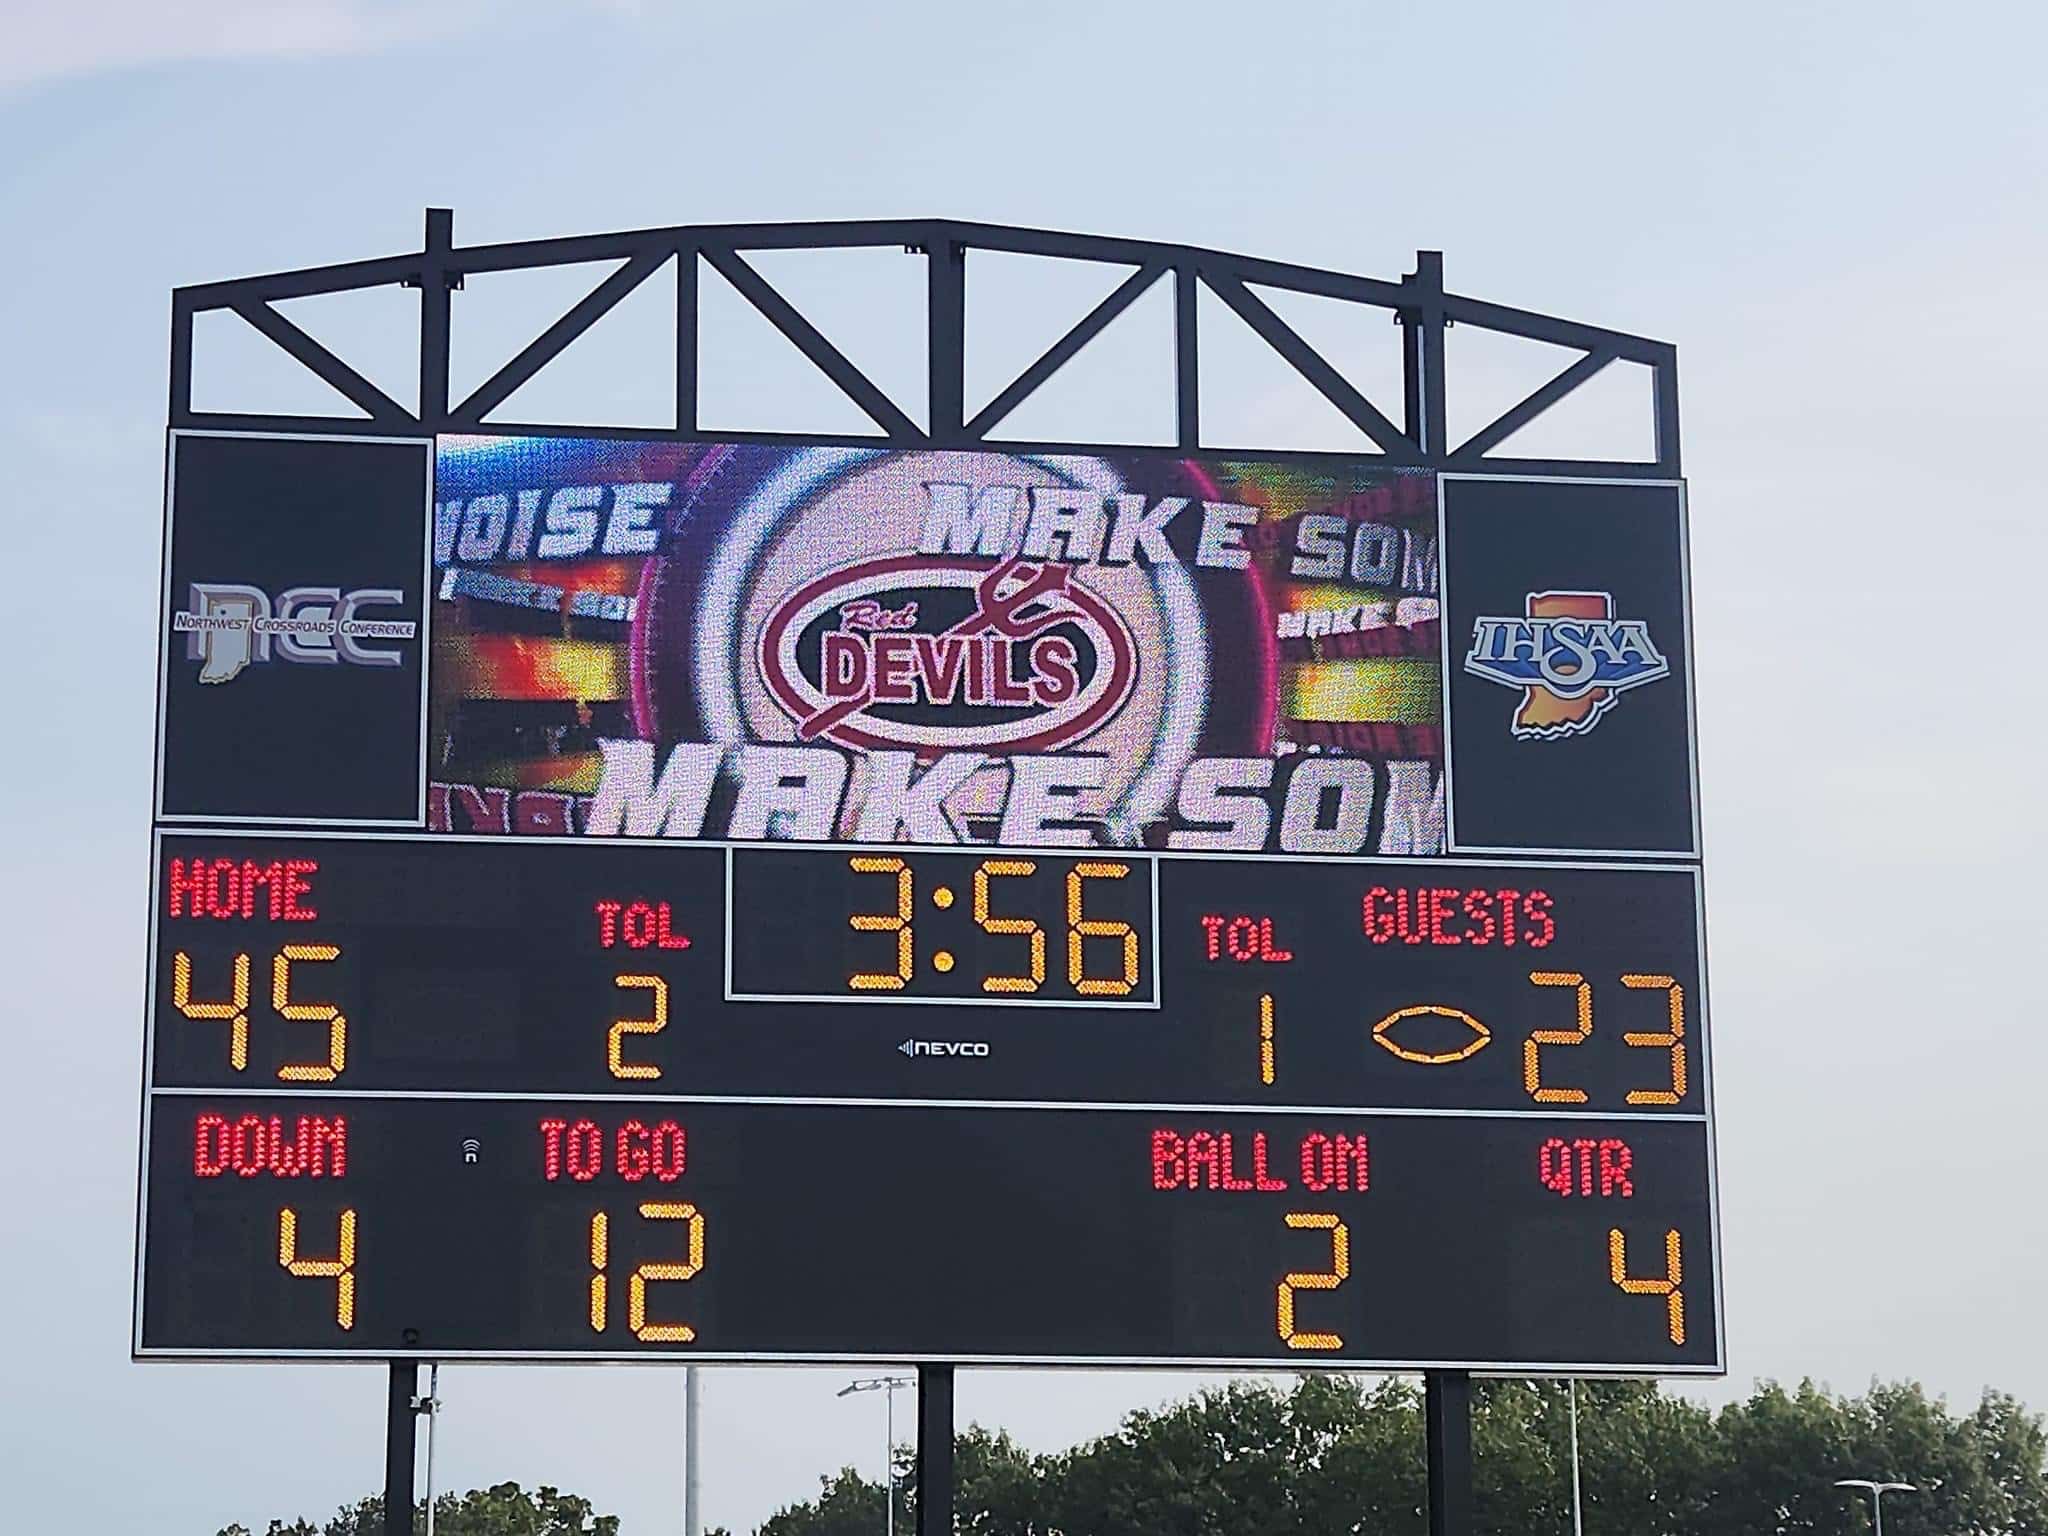 NOISE MAKE SOM
MAKE S
Red
DEVILS
MAKE SOM
NCC
NORTHWEST CROSSROADS CONFERENCE
IHSAA
HOME
45
TOL
2
3:56
NEVCO
TOL
1
GUESTS
23
DOWN
4
n
TO GO
12
BALL ON
2
QTR
4